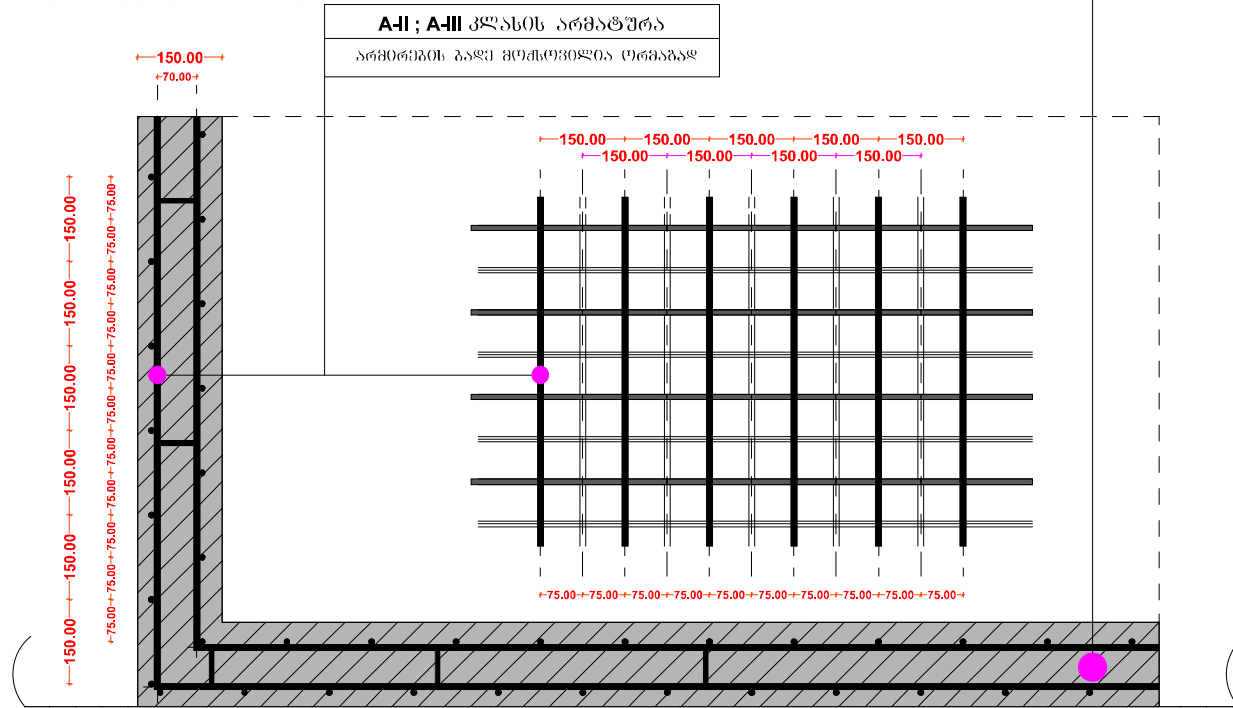 A-II ; A-III კლასის არმატურა
არმირების ბადე მოქსოვილია ორმაგად
150.00
70.00
150.00 150.00 150.00 150.00 150.00
150.00 150.00 150.00 150.00
150.00 150.00 150.00 150.00 150.00 150.00
75.00 75.00 75.00 75.00 75.00 75.00 75.00 75.00 75.00 75.00 75.00
75.00 75.00 75.00 75.00 75.00 75.00 75.00 75.00 75.00 75.00